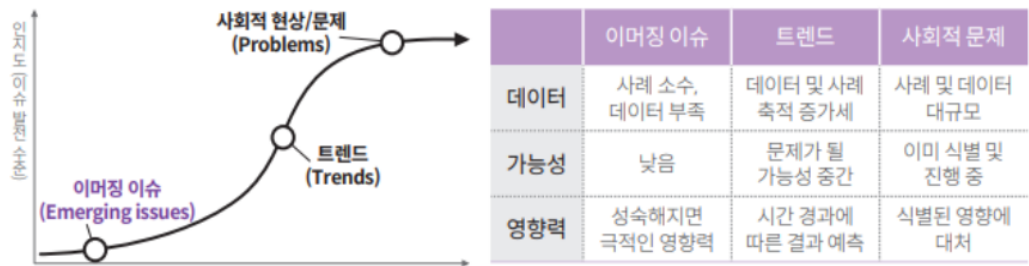 인지도 (이슈 발전 수준)
사회적 현상/문제
(Problems)
트렌드
(Trends)
이머징 이슈
(Emerging issues)
이머징 이슈 트렌드 사회적 문제
데이터
사례 소수,
데이터 부족
데이터 및 사례
축적 증가세
사례 및 데이터
대규모
가능성
낮음
문제가 될
가능성 중간
이미 식별 및
진행 중
영향력
성숙해지면
극적인 영향력
시간 경과에
따른 결과 예측
식별된 영향에
대처